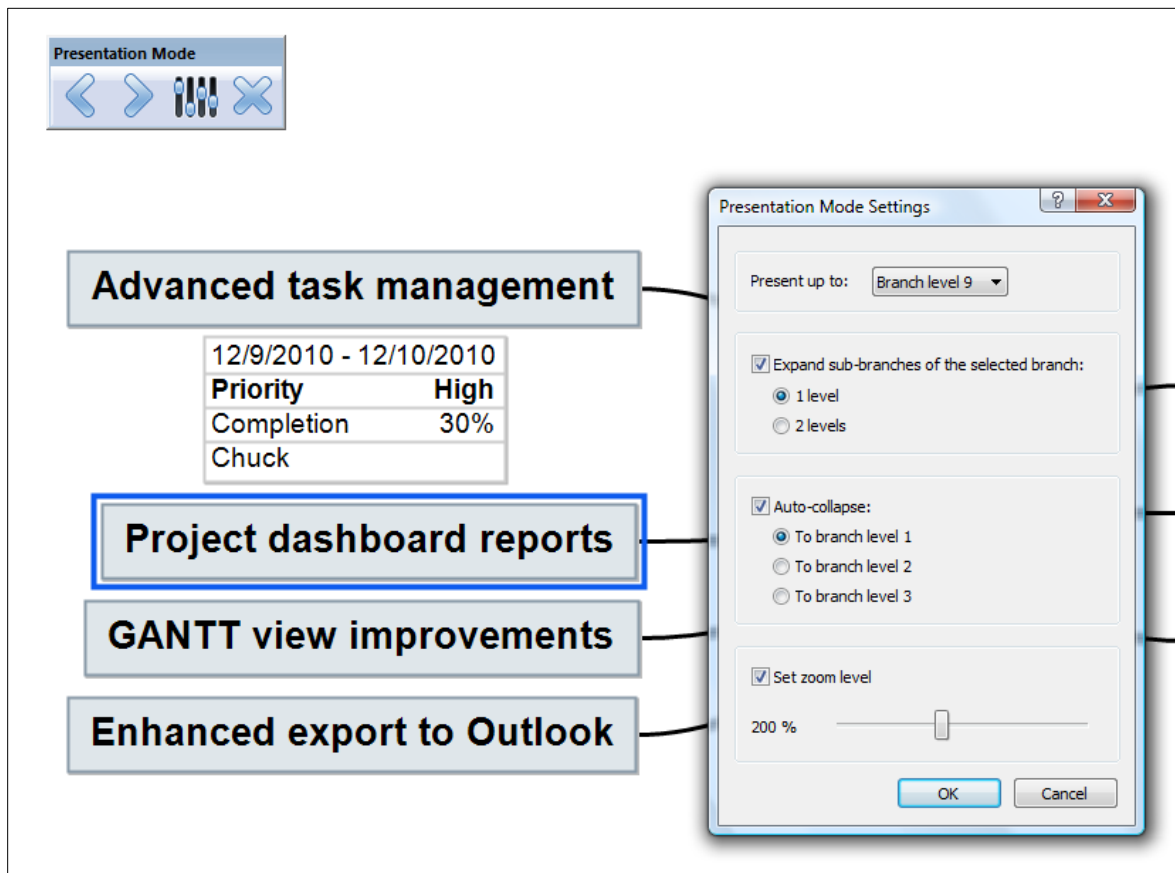 Presentation Mode
Advanced task management
12/9/2010 - 12/10/2010
Priority High
Completion 30%
Chuck
Project dashboard reports
GANTT view improvements
Enhanced export to Outlook
Presentation Mode Settings
Present up to: Branch level 9
Expand sub-branches of the selected branch:
1 level
2 levels
Auto-collapse:
To branch level 1
To branch level 2
To branch level 3
Set zoom level
200 %
OK Cancel